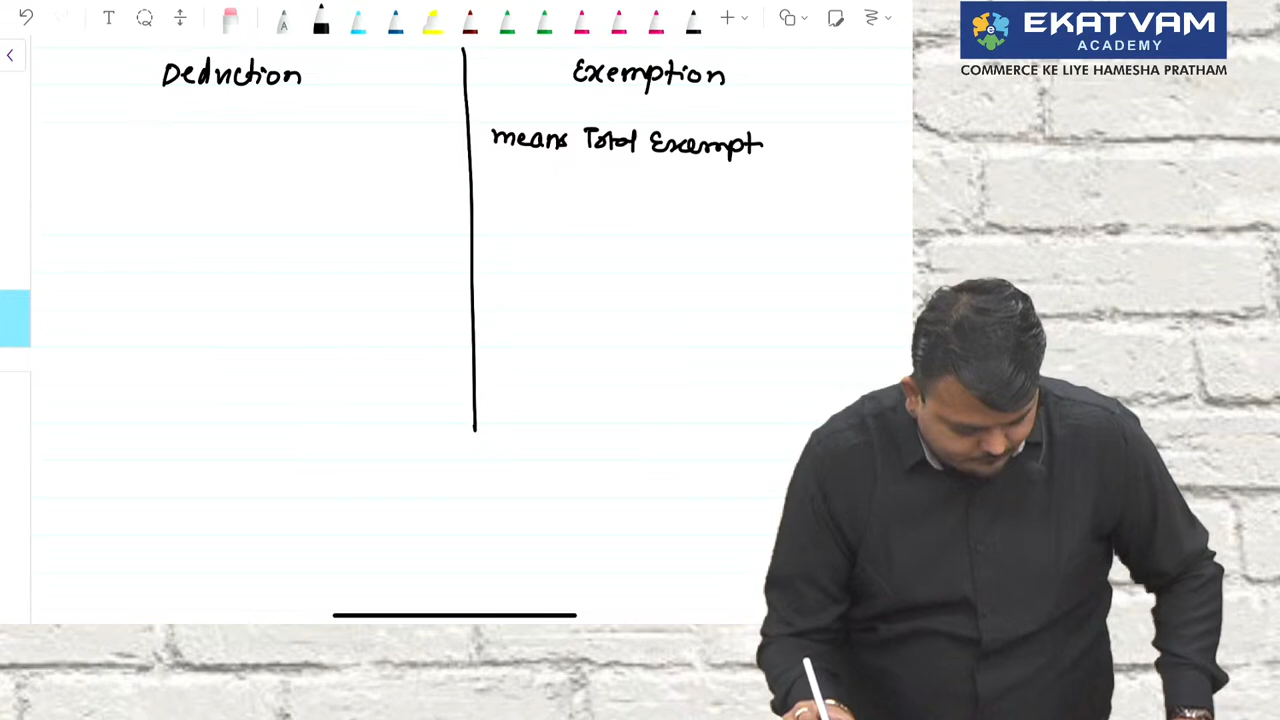 EKATVAM
ACADEMY
COMMERCE KE LIYE HAMESHA PRATHAM
Deduction
Exemption
means Total Exempt